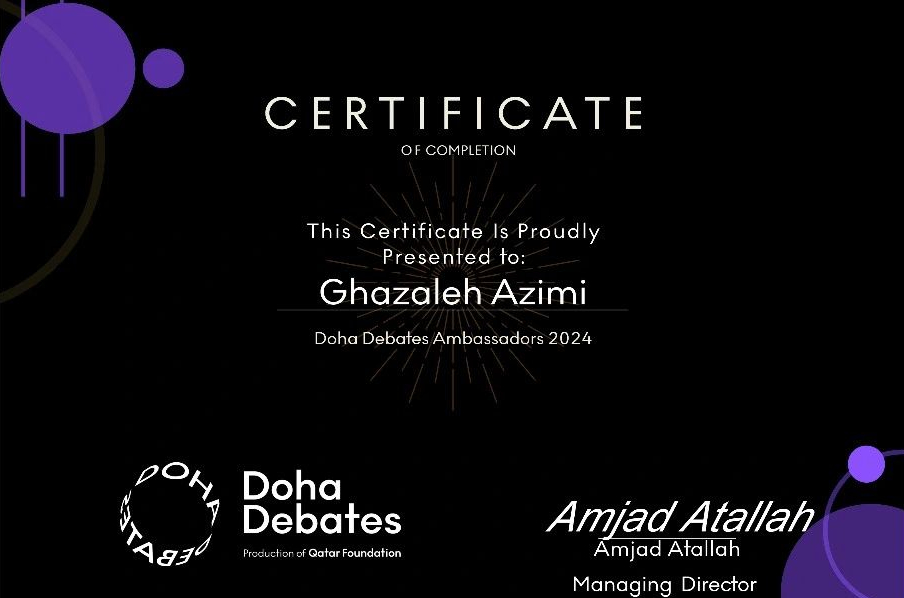 CERTIFICATE
OF COMPLETION
This Certificate Is Proudly
Presented to:
Ghazaleh Azimi
Doha Debates Ambassadors 2024
DOHA DEBATES
Doha
Debates
Production of Qatar Foundation
Amjad Atallah
Amjad Atallah
Managing Director